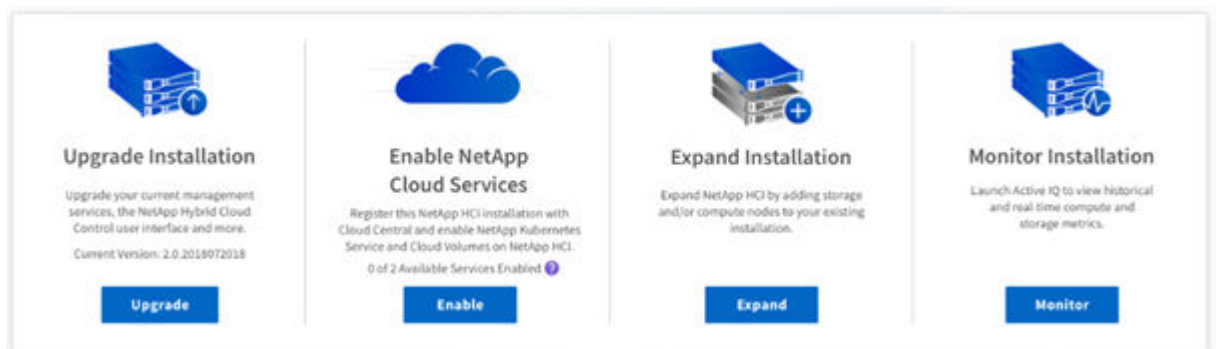 Upgrade Installation
Upgrade your current management
services, the NetApp Hybrid Cloud
Control user interface and more.
Current Version: 2.0.2018072018
Upgrade
Enable NetApp
Cloud Services
Register this NetApp HCI installation with
Cloud Central and enable NetApp Kubernetes
Service and Cloud Volumes on NetApp HCI.
0 of 2 Available Services Enabled ?
Enable
Expand Installation
Expand NetApp HCI by adding storage
and/or compute nodes to your existing
installation.
Expand
Monitor Installation
Launch Active IQ to view historical
and real-time compute and
storage metrics.
Monitor